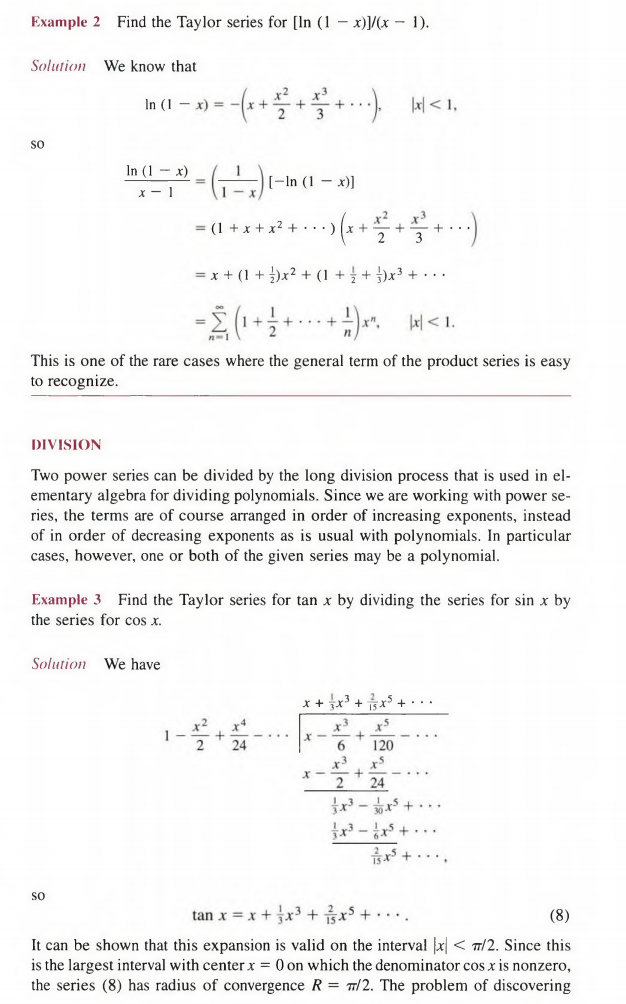 Example 2 Find the Taylor series for [ln (1 − x)]/(x − 1).
Solution We know that
ln (1 − x) = −(x + x²/2 + x³/3 + · · ·), |x| < 1,
so
ln (1 − x)/(x − 1) = (1/(1 − x)) [−ln (1 − x)]
= (1 + x + x² + · · · ) (x + x²/2 + x³/3 + · · ·)
= x + (1 + ½)x² + (1 + ½ + ⅓)x³ + · · ·
= ∑_{n=1}^{∞} (1 + 1/2 + · · · + 1/n) xⁿ, |x| < 1.
This is one of the rare cases where the general term of the product series is easy
to recognize.
DIVISION
Two power series can be divided by the long division process that is used in el-
ementary algebra for dividing polynomials. Since we are working with power se-
ries, the terms are of course arranged in order of increasing exponents, instead
of in order of decreasing exponents as is usual with polynomials. In particular
cases, however, one or both of the given series may be a polynomial.
Example 3 Find the Taylor series for tan x by dividing the series for sin x by
the series for cos x.
Solution We have
x + ⅓x³ + 2/15 x⁵ + · · ·
1 − x²/2 + x⁴/24 − · · · | x − x³/6 + x⁵/120 − · · ·
x − x³/2 + x⁵/24 − · · ·
⅓x³ − 1/30 x⁵ + · · ·
⅓x³ − ⅙x⁵ + · · ·
2/15 x⁵ + · · · ,
so
tan x = x + ⅓x³ + 2/15 x⁵ + · · · . (8)
It can be shown that this expansion is valid on the interval |x| < π/2. Since this
is the largest interval with center x = 0 on which the denominator cos x is nonzero,
the series (8) has radius of convergence R = π/2. The problem of discovering